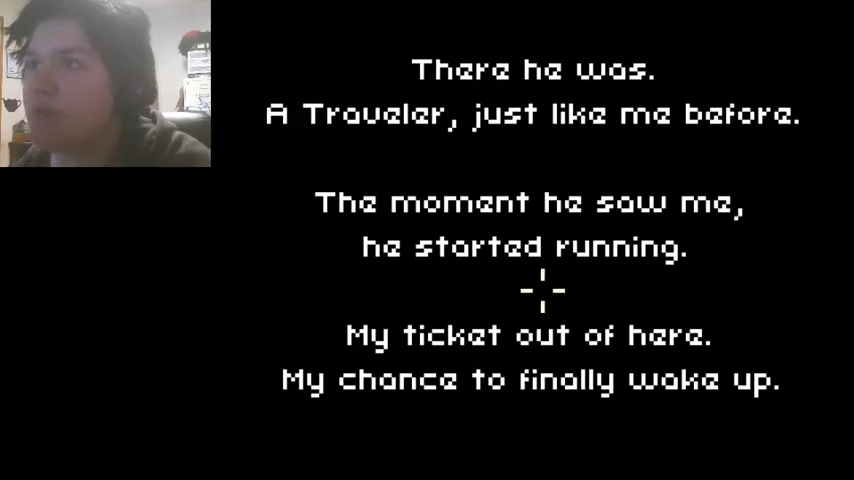 There he was.
A Traveler, just like me before.
The moment he saw me,
he started running.
My ticket out of here.
My chance to finally wake up.